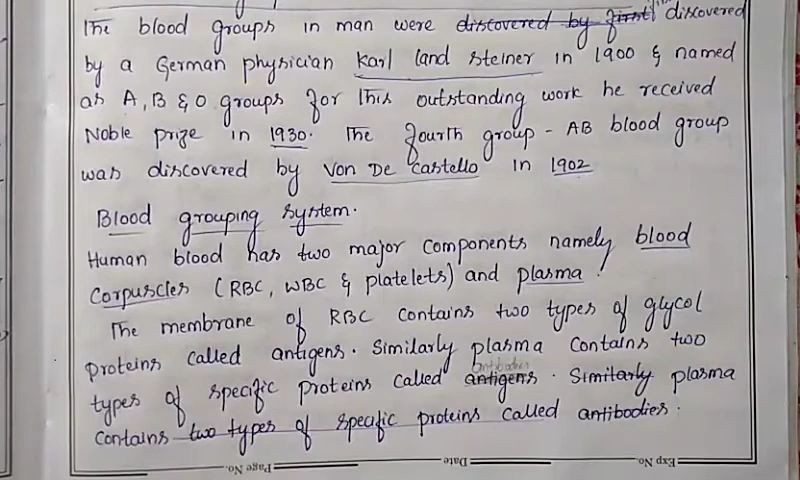 The blood groups in man were discovered by first discovered
by a German physician Karl land steiner in 1900 & named
as A, B & O groups for this outstanding work he received
Noble prize in 1930. The fourth group - AB blood group
was discovered by Von De Castello in 1902
Blood grouping system.
Human blood has two major components namely blood
Corpuscles (RBC, WBC & platelets) and plasma.
The membrane of RBC contains two types of glycol
proteins called antigens. Similarly plasma contains two
antibodies
types of specific proteins called antigens. Similarly plasma
contains two types of specific proteins called antibodies.
Exp No.
Date
Page No.